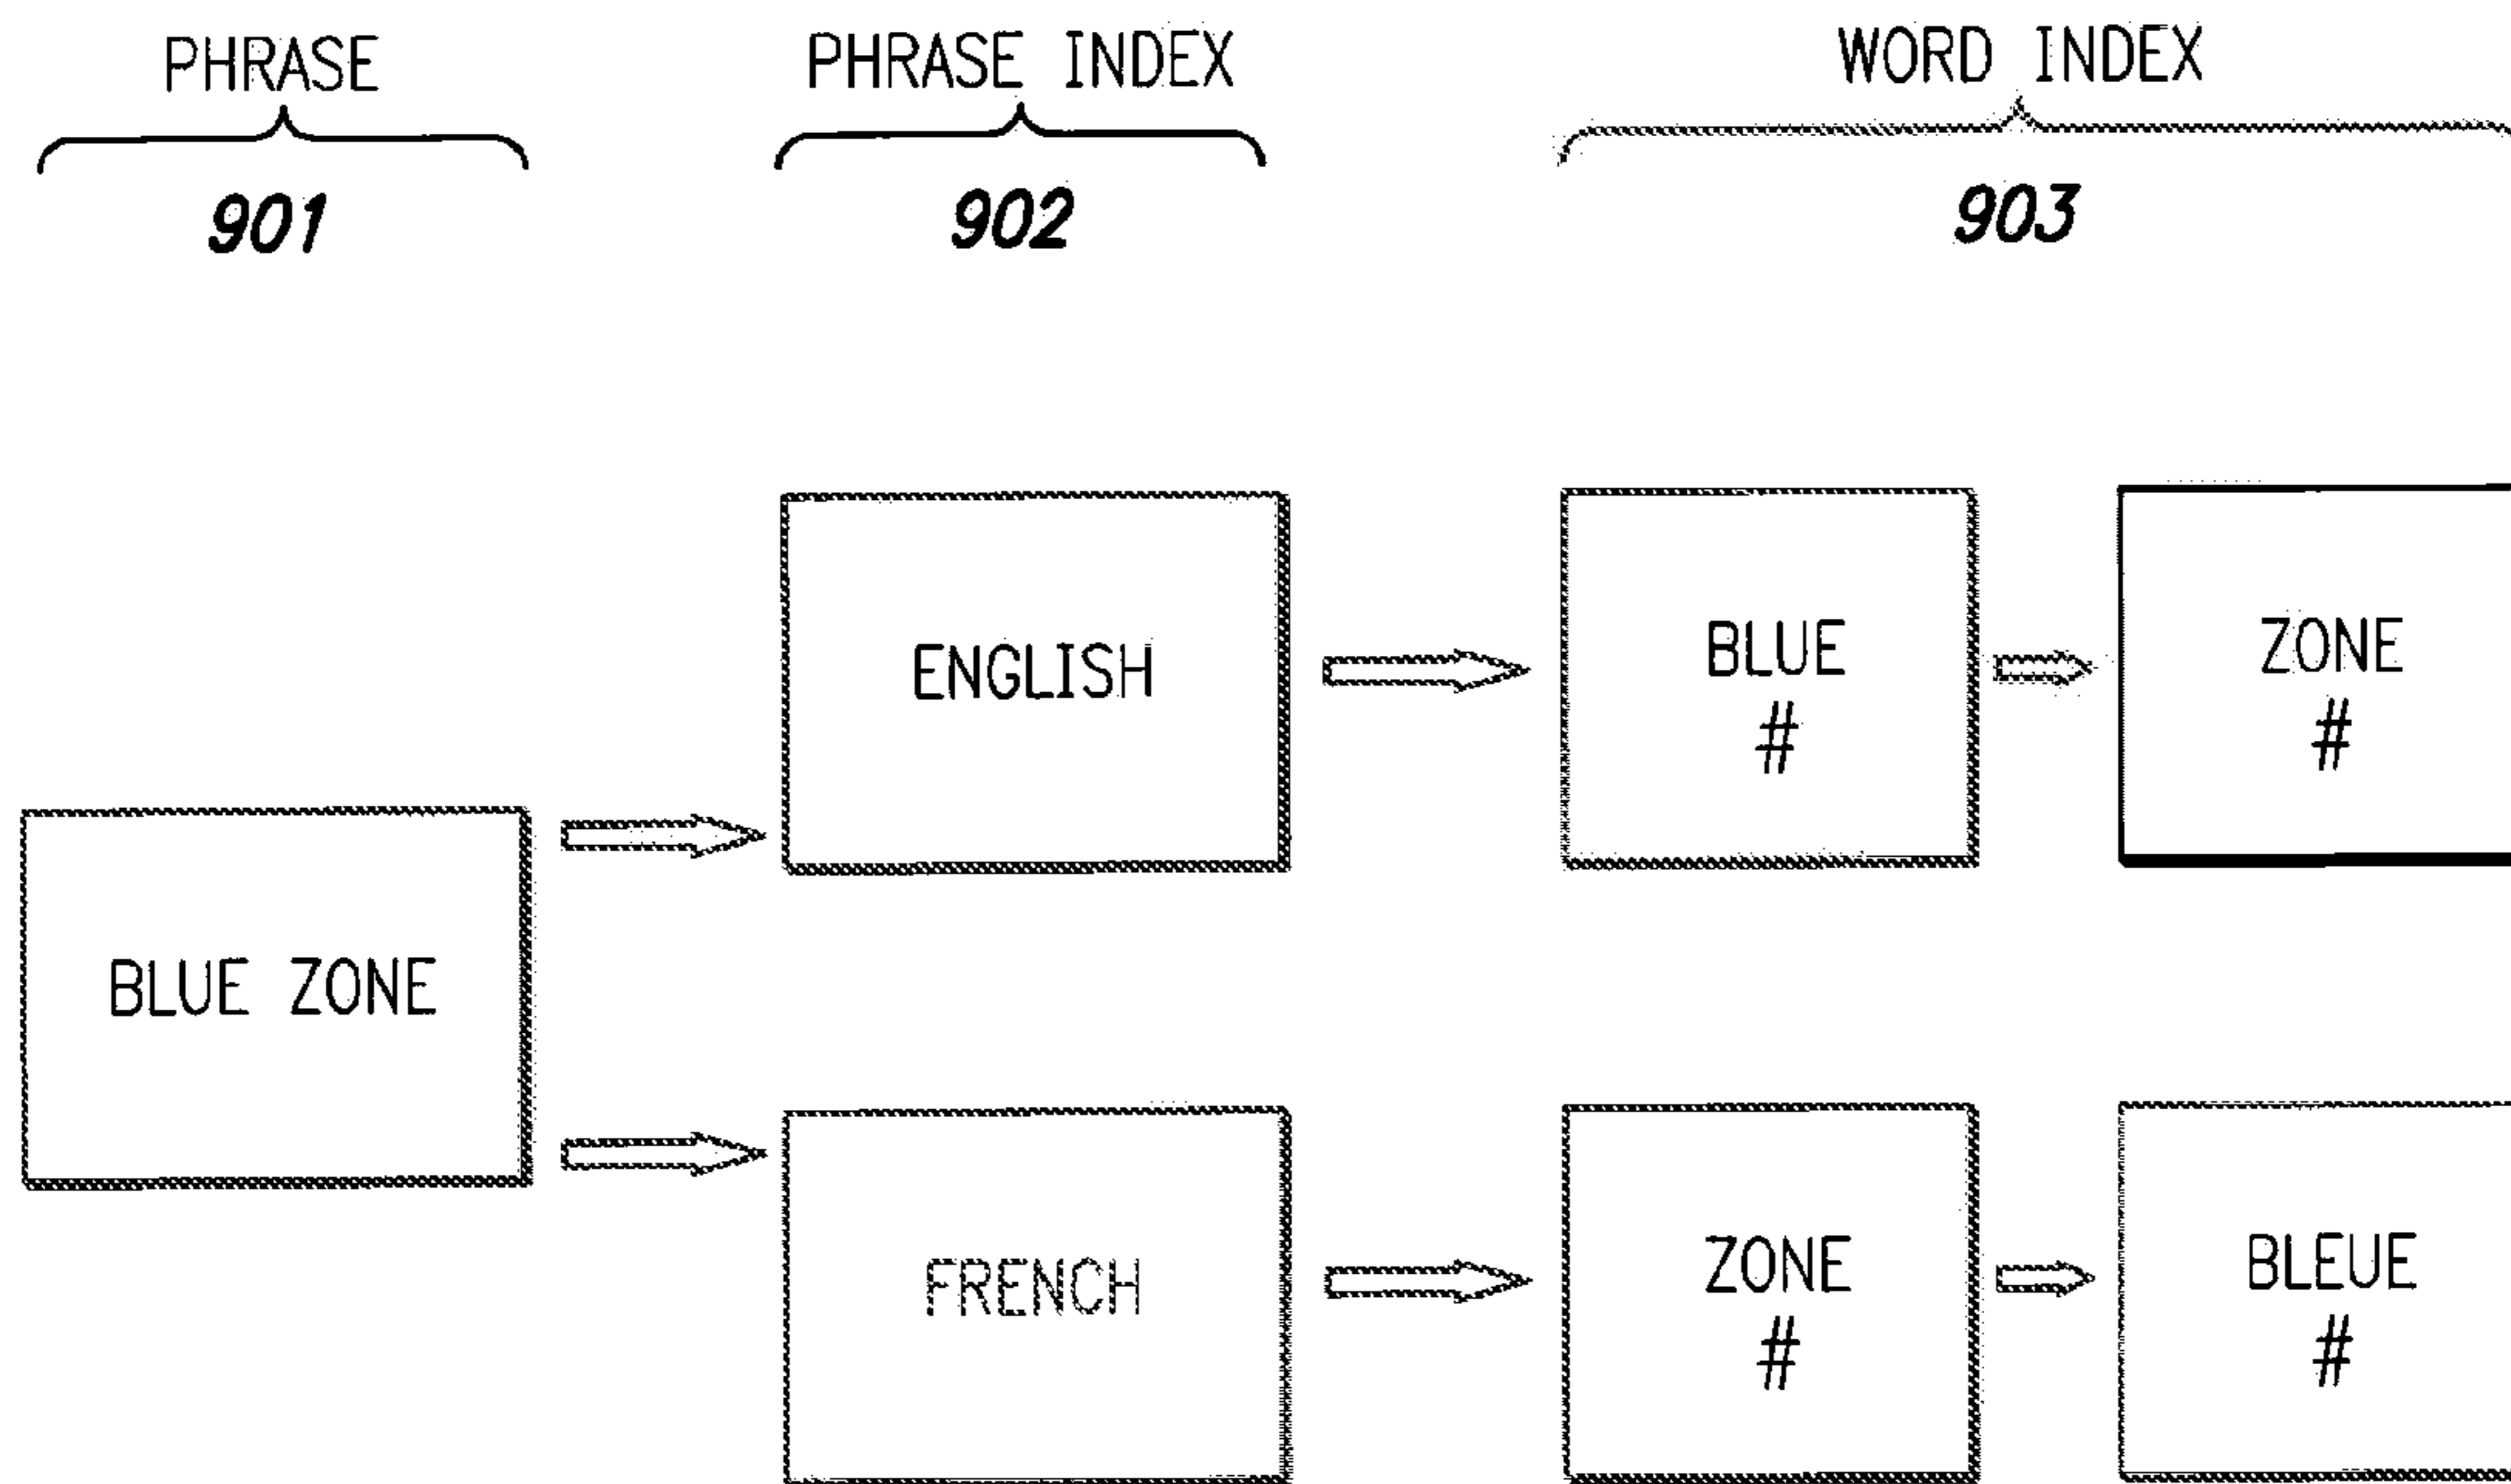 PHRASE
PHRASE INDEX
WORD INDEX
901
902
903
ENGLISH
BLUE
#
ZONE
#
BLUE ZONE
FRENCH
ZONE
#
BLEUE
#